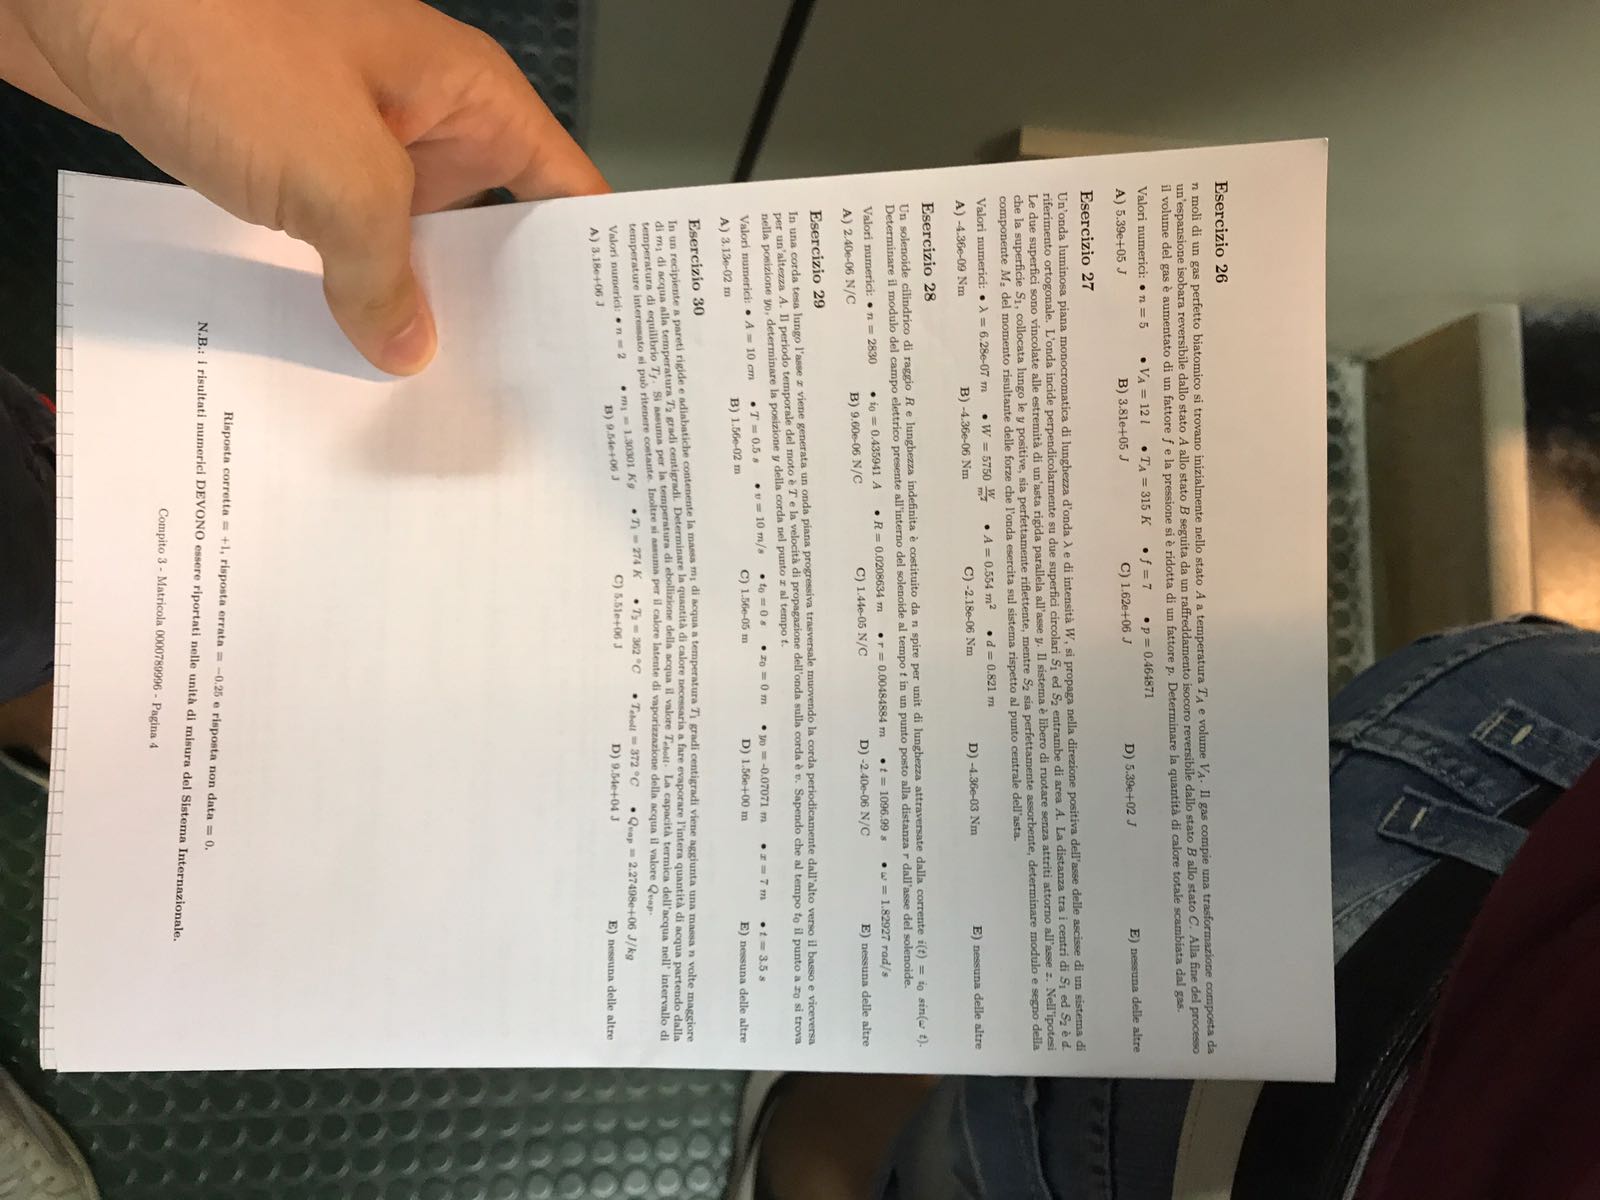 Esercizio 26
n moli di un gas perfetto biatomico si trovano inizialmente nello stato A a temperatura T_A e volume V_A. Il gas compie una trasformazione composta da
un'espansione isobara reversibile dallo stato A allo stato B seguita da un raffreddamento isocoro reversibile dallo stato B allo stato C. Alla fine del processo
il volume del gas è aumentato di un fattore f e la pressione si è ridotta di un fattore p. Determinare la quantità di calore totale scambiata dal gas.
Valori numerici: • n = 5 • V_A = 12 l • T_A = 315 K • f = 7 • p = 0.464871
A) 5.39e+05 J B) 3.81e+05 J C) 1.62e+06 J D) 5.39e+02 J E) nessuna delle altre
Esercizio 27
Un'onda luminosa piana monocromatica di lunghezza d'onda λ e di intensità W, si propaga nella direzione positiva dell'asse delle ascisse di un sistema di
riferimento ortogonale. L'onda incide perpendicolarmente su due superfici circolari S_1 ed S_2 entrambe di area A. La distanza tra i centri di S_1 ed S_2 è d.
Le due superfici sono vincolate alle estremità di un'asta rigida parallela all'asse y. Il sistema è libero di ruotare senza attriti attorno all'asse z. Nell'ipotesi
che la superficie S_1, collocata lungo le y positive, sia perfettamente riflettente, mentre S_2 sia perfettamente assorbente, determinare modulo e segno della
componente M_z del momento risultante delle forze che l'onda esercita sul sistema rispetto al punto centrale dell'asta.
Valori numerici: • λ = 6.28e-07 m • W = 5750 W/m² • A = 0.554 m² • d = 0.821 m
A) -4.36e-09 Nm B) -4.36e-06 Nm C) -2.18e-06 Nm D) -4.36e-03 Nm E) nessuna delle altre
Esercizio 28
Un solenoide cilindrico di raggio R e lunghezza indefinita è costituito da n spire per unit di lunghezza attraversate dalla corrente i(t) = i_0 sin(ω t).
Determinare il modulo del campo elettrico presente all'interno del solenoide al tempo t in un punto posto alla distanza r dall'asse del solenoide.
Valori numerici: • n = 2830 • i_0 = 0.435941 A • R = 0.0208634 m • r = 0.00484884 m • t = 1096.99 s • ω = 1.82927 rad/s
A) 2.40e-06 N/C B) 9.60e-06 N/C C) 1.44e-05 N/C D) -2.40e-06 N/C E) nessuna delle altre
Esercizio 29
In una corda tesa lungo l'asse x viene generata un onda piana progressiva trasversale muovendo la corda periodicamente dall'alto verso il basso e viceversa
per un'altezza A. Il periodo temporale del moto è T e la velocità di propagazione dell'onda sulla corda è v. Sapendo che al tempo t_0 il punto a x_0 si trova
nella posizione y_0, determinare la posizione y della corda nel punto x al tempo t.
Valori numerici: • A = 10 cm • T = 0.5 s • v = 10 m/s • t_0 = 0 s • x_0 = 0 m • y_0 = -0.07071 m • x = 7 m • t = 3.5 s
A) 3.13e-02 m B) 1.56e-02 m C) 1.56e-05 m D) 1.56e+00 m E) nessuna delle altre
Esercizio 30
In un recipiente a pareti rigide e adiabatiche contenente la massa m_1 di acqua a temperatura T_1 gradi centigradi viene aggiunta una massa n volte maggiore
di m_1 di acqua alla temperatura T_2 gradi centigradi. Determinare la quantità di calore necessaria a fare evaporare l'intera quantità di acqua partendo dalla
temperatura di equilibrio T_f. Si assuma per la temperatura di ebollizione della acqua il valore T_eboll. La capacità termica dell'acqua nell' intervallo di
temperature interessato si può ritenere costante. Inoltre si assuma per il calore latente di vaporizzazione della acqua il valore Q_vap.
Valori numerici: • n = 2 • m_1 = 1.30301 Kg • T_1 = 274 K • T_2 = 362 °C • T_eboll = 372 °C • Q_vap = 2.27498e+06 J/kg
A) 3.18e+06 J B) 9.54e+06 J C) 5.51e+06 J D) 9.54e+04 J E) nessuna delle altre
Risposta corretta = +1, risposta errata = −0.25 e risposta non data = 0.
N.B.: i risultati numerici DEVONO essere riportati nelle unità di misura del Sistema Internazionale.
Compito 3 - Matricola 0000789996 - Pagina 4